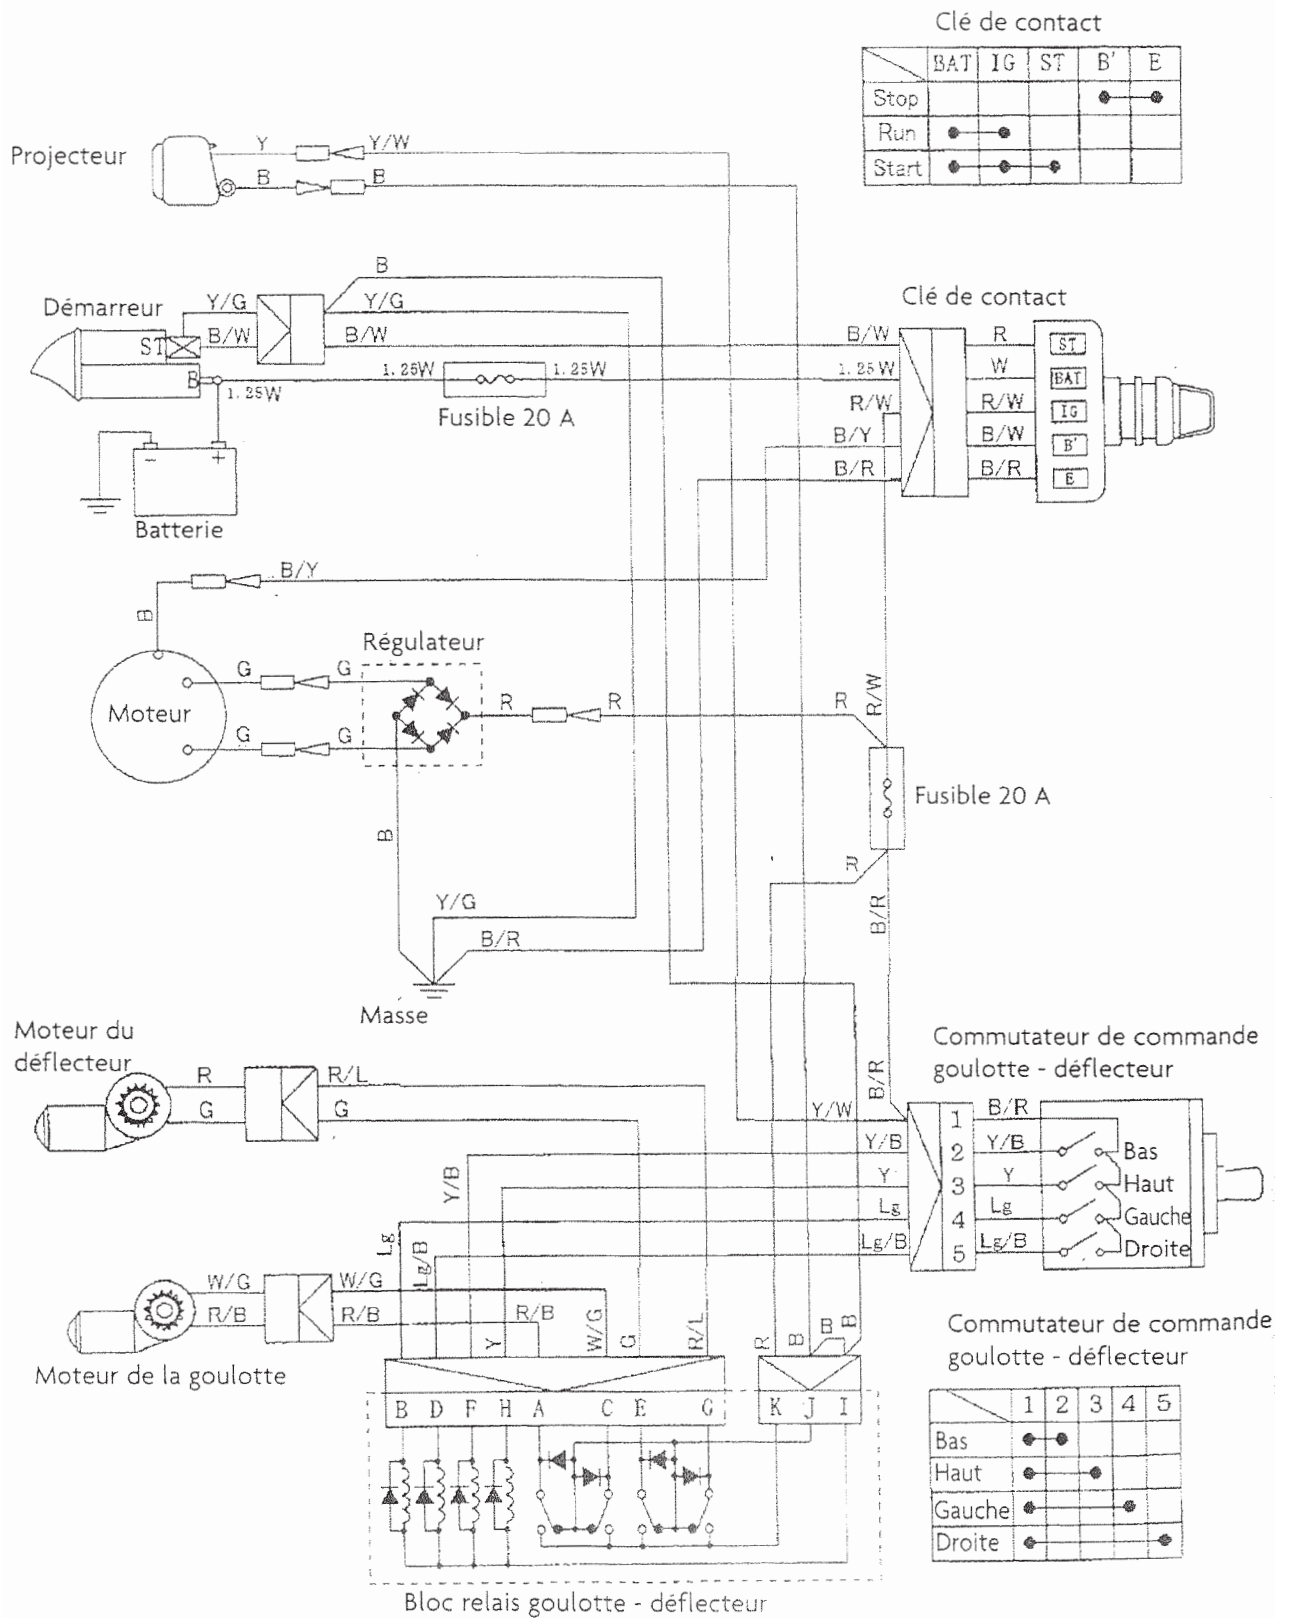 Clé de contact
BAT IG ST B' E
Stop
Run
Start
Projecteur
Y Y/W
B B
B
Démarreur
Y/G Y/G
ST B/W B/W
B 1.25W
1.25W 1.25W
Fusible 20 A
- +
Batterie
Clé de contact
B/W R ST
1.25W W BAT
R/W R/W IG
B/Y B/W B'
B/R B/R E
B/Y
B
Régulateur
G G
Moteur
R R R
G G
R/W
Fusible 20 A
B
R
B/R
Y/G
B/R
Masse
Moteur du
déflecteur
R R/L
G G
Commutateur de commande
goulotte - déflecteur
B/R
Y/W 1 B/R
Y/B 2 Y/B Bas
Y 3 Y Haut
Lg 4 Lg Gauche
Lg/B 5 Lg/B Droite
Y/B
Lg
Lg/B
W/G W/G
R/B R/B R/B
Moteur de la goulotte
Y W/G G R/L R B B B
B D F H A C E G K J I
Bloc relais goulotte - déflecteur
Commutateur de commande
goulotte - déflecteur
1 2 3 4 5
Bas
Haut
Gauche
Droite